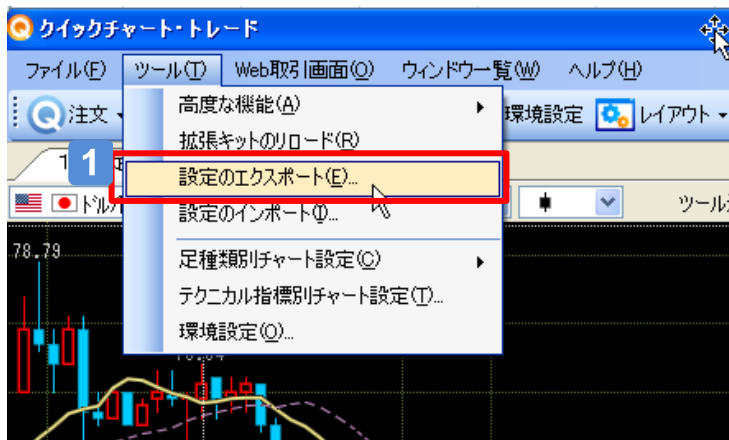 クイックチャート・トレード
ファイル(F) ツール(T) Web取引画面(O) ウィンドウ一覧(W) ヘルプ(H)
注文 環境設定 レイアウト
高度な機能(A)
拡張キットのリロード(R)
1
設定のエクスポート(E)...
設定のインポート(I)...
ドル ツール
足種類別チャート設定(C)
テクニカル指標別チャート設定(T)...
環境設定(O)...
78.79